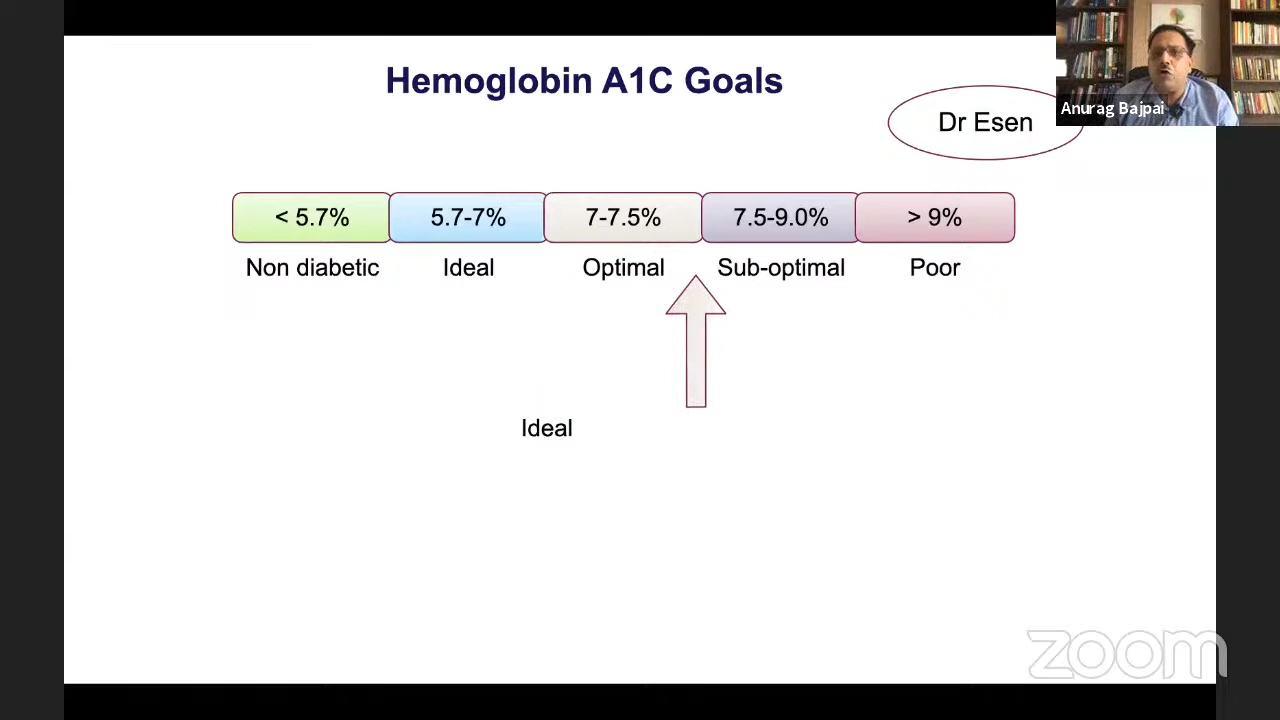 Hemoglobin A1C Goals
Dr Esen
Anurag Bajpai
< 5.7% 5.7-7% 7-7.5% 7.5-9.0% > 9%
Non diabetic Ideal Optimal Sub-optimal Poor
Ideal
zoom